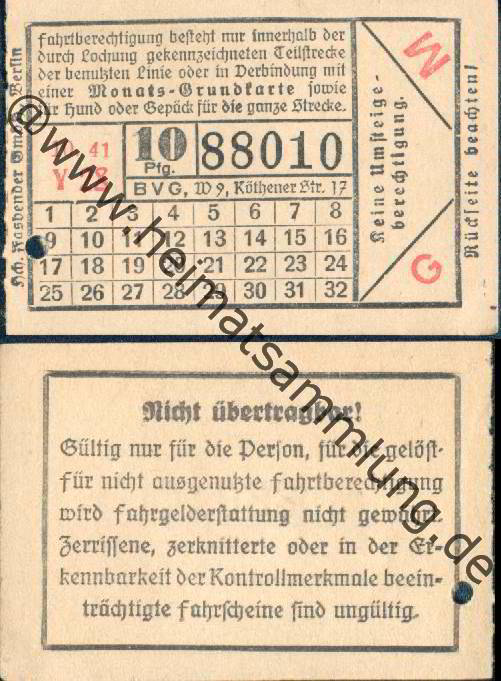 Fahrtberechtigung besteht nur innerhalb der
durch Lochung gekennzeichneten Teilstrecke
der benutzten Linie oder in Verbindung mit
einer Monats-Grundkarte sowie
für Hund oder Gepäck für die ganze Strecke.
41
10
Pfg.
88010
BVG, W 9, Köthener Str. 17
1 2 3 4 5 6 7 8
9 10 11 12 13 14 15 16
17 18 19 20 21 22 23 24
25 26 27 28 29 30 31 32
Keine Umsteige-
berechtigung.
W
G
Rückseite beachten!
Hch. Fasbender GmbH Berlin
@www.heimatsammlung.de
Nicht übertragbar!
Gültig nur für die Person, für die gelöst.
für nicht ausgenutzte Fahrtberechtigung
wird Fahrgelderstattung nicht gewährt.
Zerrissene, zerknitterte oder in der Er-
kennbarkeit der Kontrollmerkmale beein-
trächtigte Fahrscheine sind ungültig.